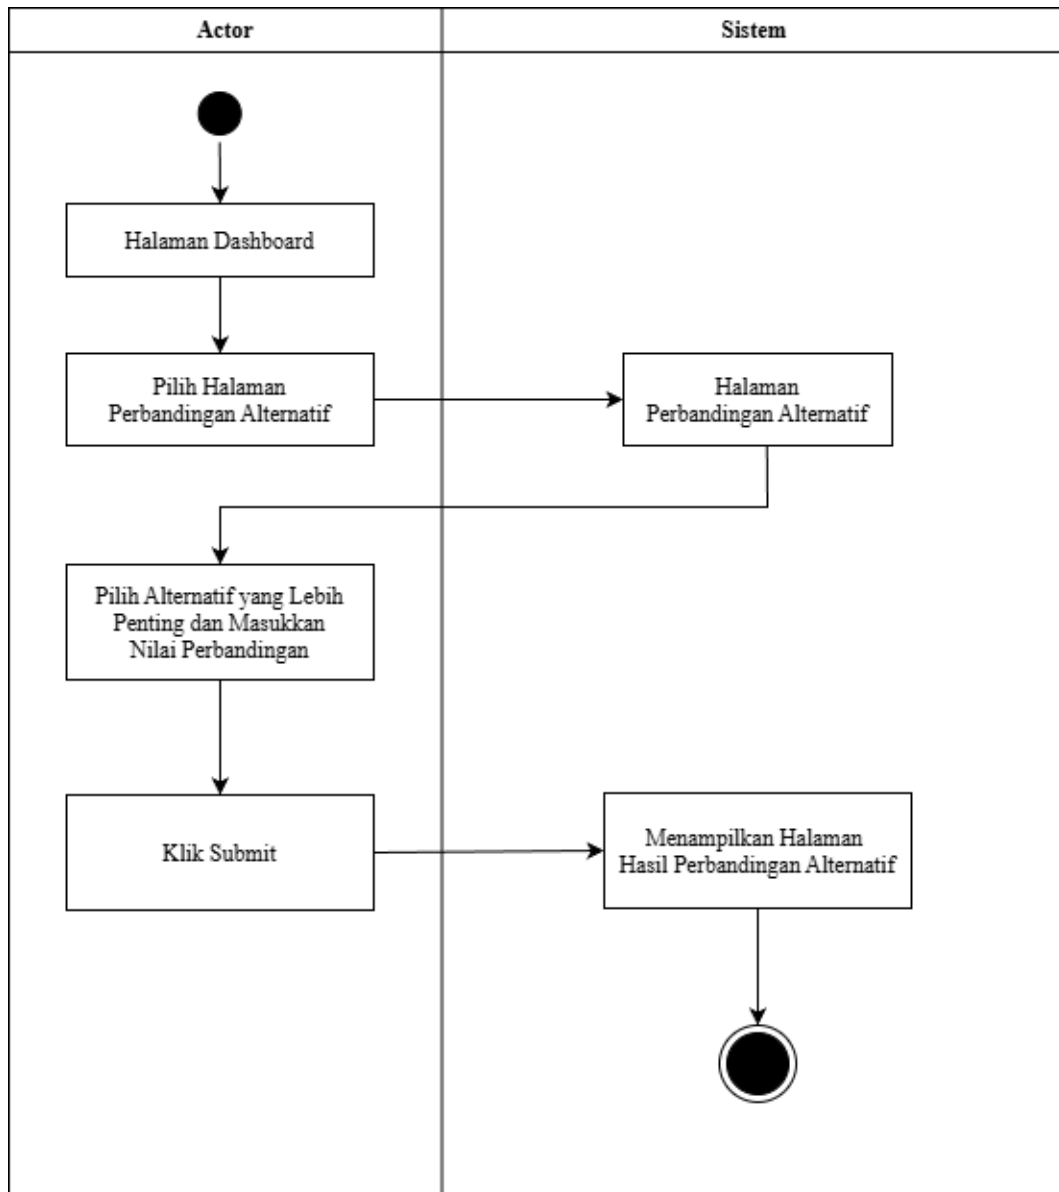 Actor
Sistem
Halaman Dashboard
Pilih Halaman
Perbandingan Alternatif
Halaman
Perbandingan Alternatif
Pilih Alternatif yang Lebih
Penting dan Masukkan
Nilai Perbandingan
Klik Submit
Menampilkan Halaman
Hasil Perbandingan Alternatif